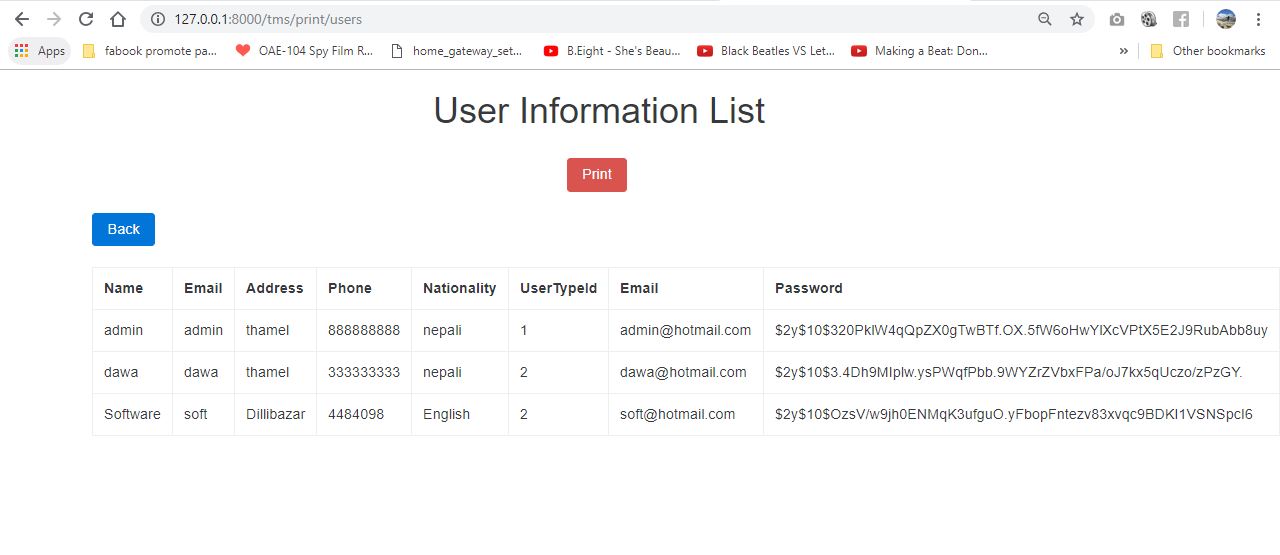 127.0.0.1:8000/tms/print/users
Apps fabook promote pa... OAE-104 Spy Film R... home_gateway_set... B.Eight - She's Beau... Black Beatles VS Let... Making a Beat: Don... » Other bookmarks
User Information List
Print
Back
Name Email Address Phone Nationality UserTypeId Email Password
admin admin thamel 888888888 nepali 1 admin@hotmail.com $2y$10$320PkIW4qQpZX0gTwBTf.OX.5fW6oHwYIXcVPtX5E2J9RubAbb8uy
dawa dawa thamel 333333333 nepali 2 dawa@hotmail.com $2y$10$3.4Dh9MIplw.ysPWqfPbb.9WYZrZVbxFPa/oJ7kx5qUczo/zPzGY.
Software soft Dillibazar 4484098 English 2 soft@hotmail.com $2y$10$OzsV/w9jh0ENMqK3ufguO.yFbopFntezv83xvqc9BDKI1VSNSpcI6